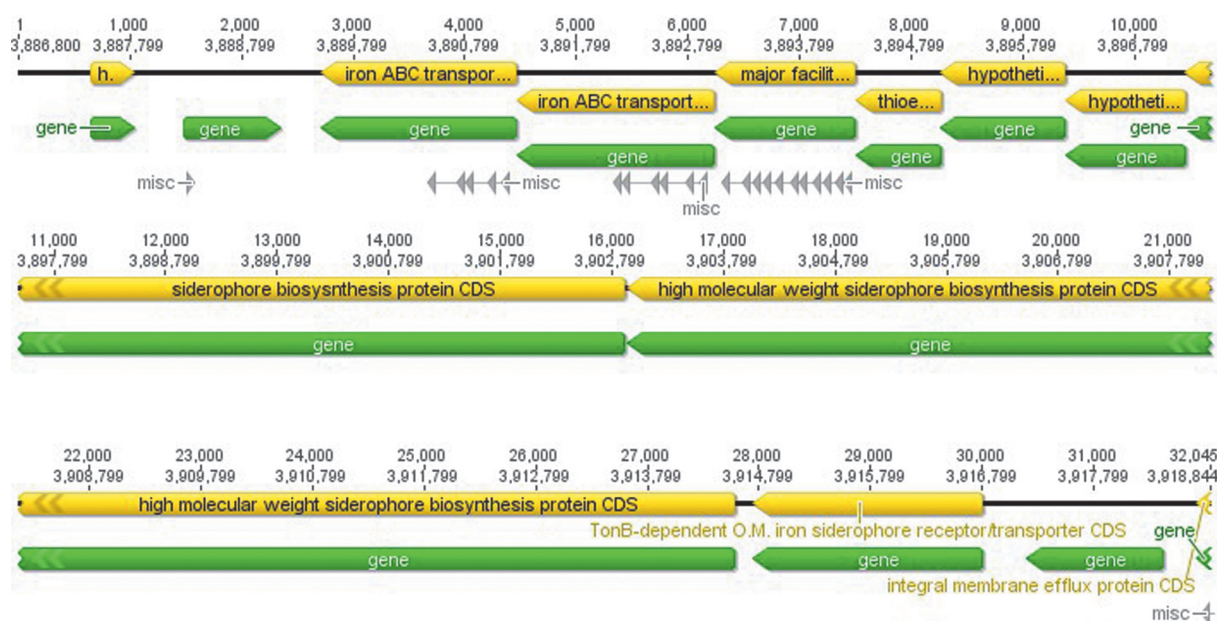 1 1,000 2,000 3,000 4,000 5,000 6,000 7,000 8,000 9,000 10,000
3,886,800 3,887,799 3,888,799 3,889,799 3,890,799 3,891,799 3,892,799 3,893,799 3,894,799 3,895,799 3,896,799
h. iron ABC transpor... major facilit... hypotheti...
iron ABC transport... thioe... hypotheti...
gene gene gene gene gene gene
gene gene gene
misc misc misc
misc
11,000 12,000 13,000 14,000 15,000 16,000 17,000 18,000 19,000 20,000 21,000
3,897,799 3,898,799 3,899,799 3,900,799 3,901,799 3,902,799 3,903,799 3,904,799 3,905,799 3,906,799 3,907,799
siderophore biosysnthesis protein CDS high molecular weight siderophore biosynthesis protein CDS
gene gene
22,000 23,000 24,000 25,000 26,000 27,000 28,000 29,000 30,000 31,000 32,045
3,908,799 3,909,799 3,910,799 3,911,799 3,912,799 3,913,799 3,914,799 3,915,799 3,916,799 3,917,799 3,918,844
high molecular weight siderophore biosynthesis protein CDS
TonB-dependent O.M. iron siderophore receptor/transporter CDS gene
gene gene gene
integral membrane efflux protein CDS
misc